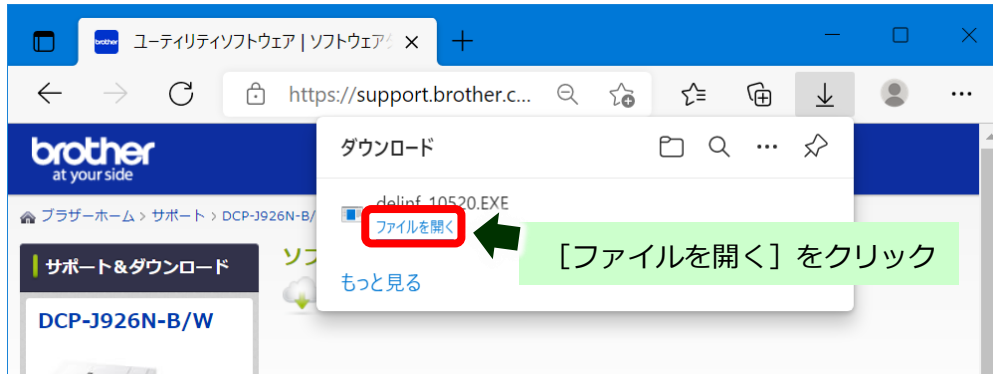 ユーティリティソフトウェア | ソフトウェア
https://support.brother.c...
brother
at your side
ダウンロード
delinf_10520.EXE
ファイルを開く
もっと見る
［ファイルを開く］をクリック
ブラザーホーム > サポート > DCP-J926N-B/
サポート&ダウンロード
ソフ
DCP-J926N-B/W